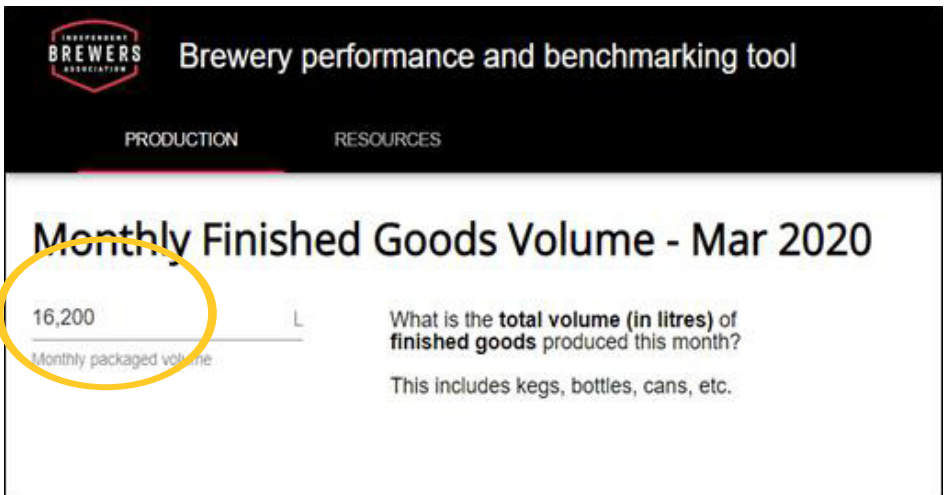 INDEPENDENT
BREWERS
ASSOCIATION
Brewery performance and benchmarking tool
PRODUCTION RESOURCES
Monthly Finished Goods Volume - Mar 2020
16,200 L
Monthly packaged volume
What is the total volume (in litres) of
finished goods produced this month?
This includes kegs, bottles, cans, etc.